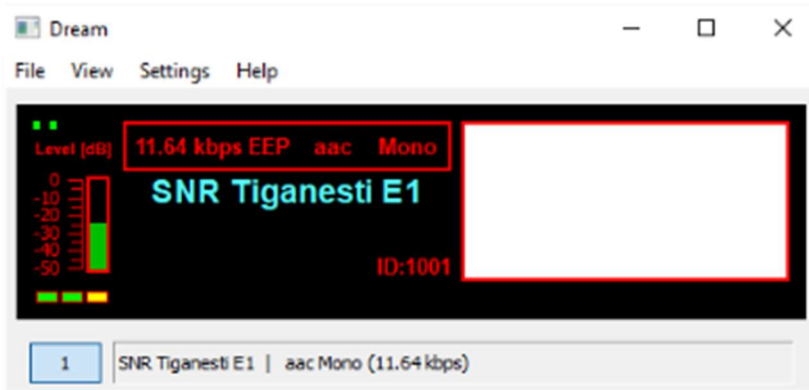 Dream
File View Settings Help
Level [dB] 11.64 kbps EEP aac Mono
SNR Tiganesti E1
0
-10
-20
-30
-40
-50
ID:1001
1 SNR Tiganesti E1 | aac Mono (11.64 kbps)